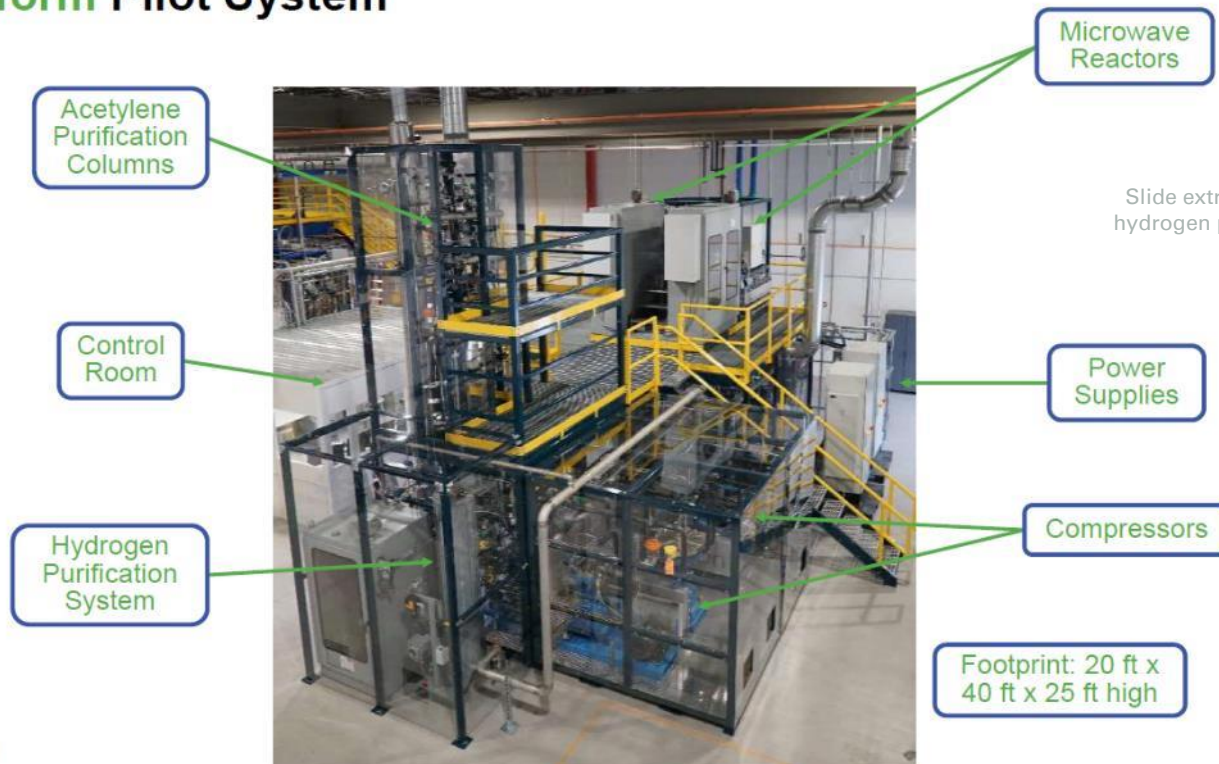 Pilot System
Microwave
Reactors
Acetylene
Purification
Columns
Slide
hydrogen
Control
Room
Power
Supplies
Hydrogen
Purification
System
Compressors
Footprint: 20 ft x
40 ft x 25 ft high